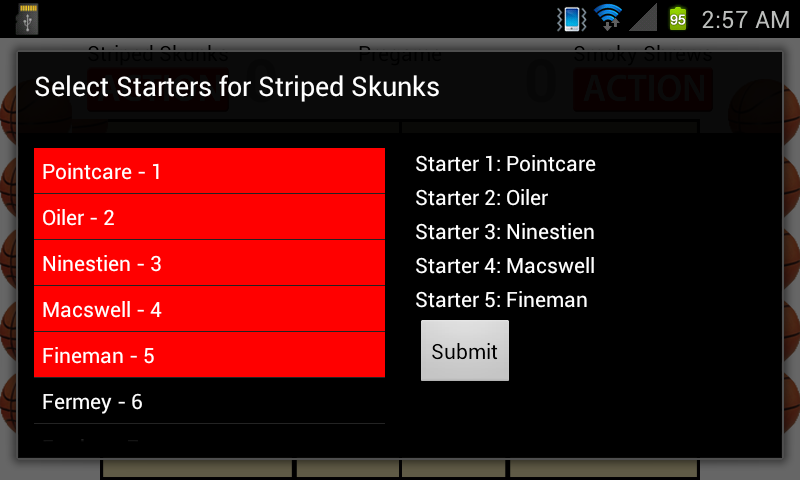 95 2:57 AM
Striped Skunks Pregame Smoky Shrews
ACTION 0 0 ACTION
Select Starters for Striped Skunks
Pointcare - 1
Oiler - 2
Ninestien - 3
Macswell - 4
Fineman - 5
Fermey - 6
Starter 1: Pointcare
Starter 2: Oiler
Starter 3: Ninestien
Starter 4: Macswell
Starter 5: Fineman
Submit